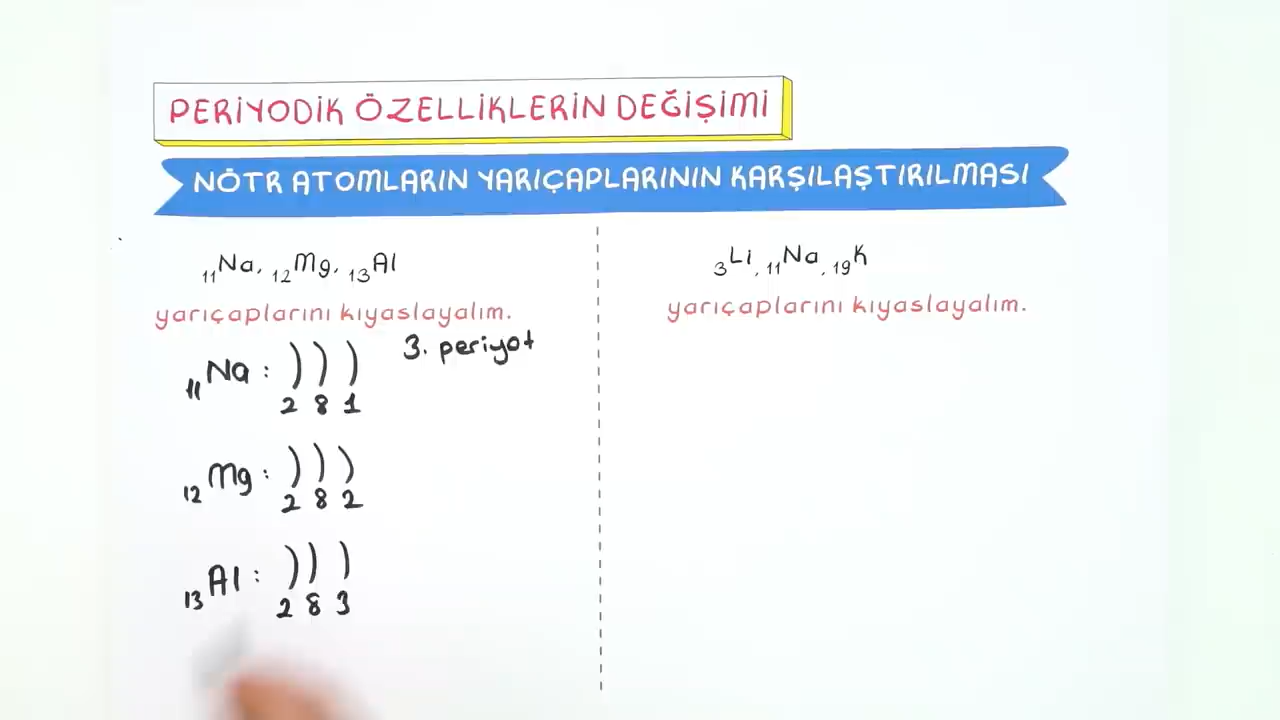 PERİYODİK ÖZELLİKLERİN DEĞİŞİMİ
NÖTR ATOMLARIN YARIÇAPLARININ KARŞILAŞTIRILMASI
₁₁Na, ₁₂Mg, ₁₃Al
yarıçaplarını kıyaslayalım.
3. periyot
₁₁Na : ) ) )
2 8 1
₁₂Mg : ) ) )
2 8 2
₁₃Al : ) ) )
2 8 3
₃Li, ₁₁Na, ₁₉K
yarıçaplarını kıyaslayalım.